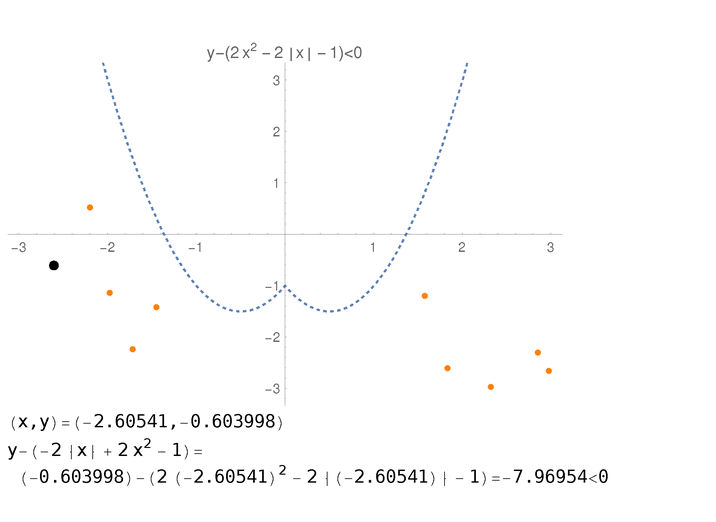 y−(2 x² − 2 |x| − 1)<0
3
2
1
−3 −2 −1 1 2 3
−1
−2
−3
(x,y)=(−2.60541,−0.603998)
y−(−2 |x| + 2 x² − 1)=
(−0.603998)−(2 (−2.60541)² − 2 |(−2.60541)| − 1)=−7.96954<0